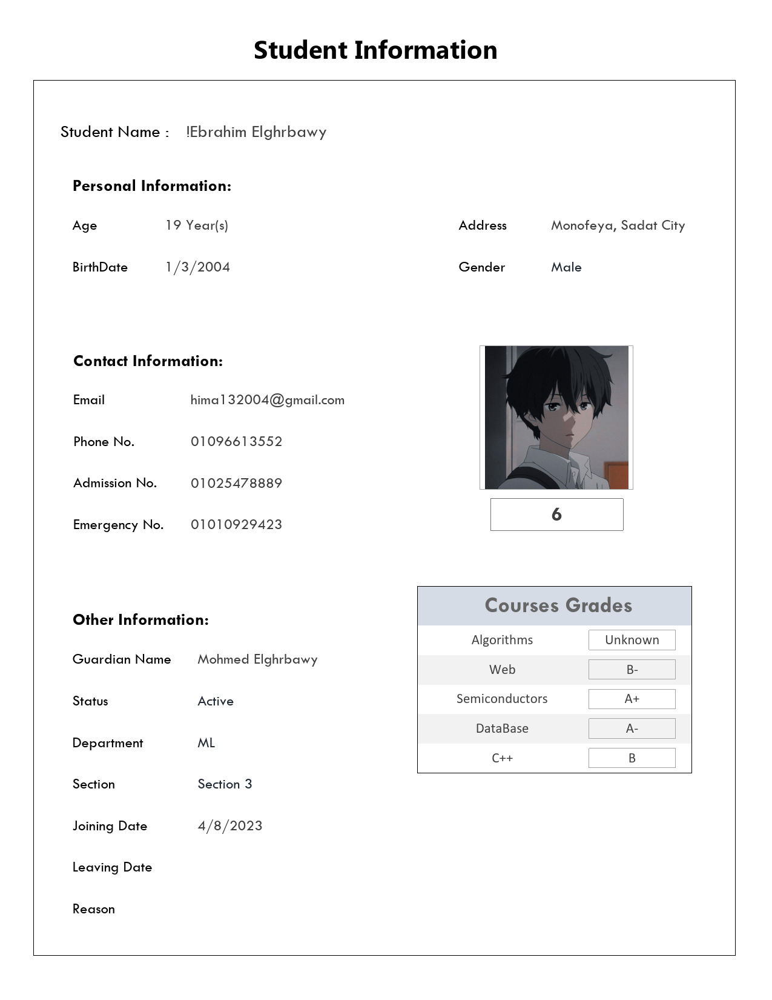 Student Information
Student Name : !Ebrahim Elghrbawy
Personal Information:
Age 19 Year(s)
BirthDate 1/3/2004
Address Monofeya, Sadat City
Gender Male
Contact Information:
Email hima132004@gmail.com
Phone No. 01096613552
Admission No. 01025478889
Emergency No. 01010929423
6
Other Information:
Guardian Name Mohmed Elghrbawy
Status Active
Department ML
Section Section 3
Joining Date 4/8/2023
Leaving Date
Reason
Courses Grades
Algorithms Unknown
Web B-
Semiconductors A+
DataBase A-
C++ B